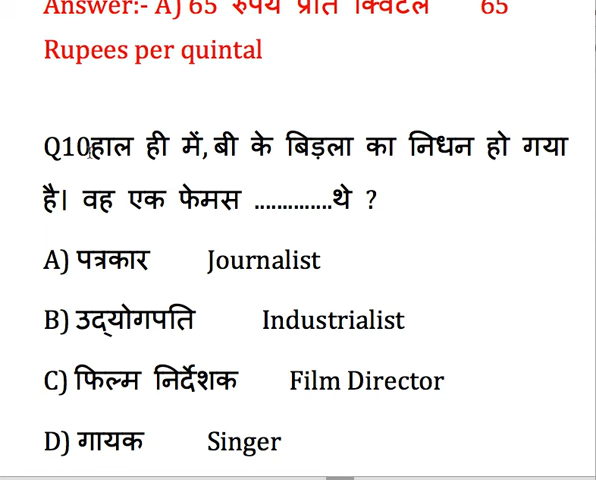 Answer:- A) 65 रुपये प्रति क्विंटल 65
Rupees per quintal
Q10हाल ही में, बी के बिड़ला का निधन हो गया
है। वह एक फेमस ..............थे ?
A) पत्रकार Journalist
B) उद्योगपति Industrialist
C) फिल्म निर्देशक Film Director
D) गायक Singer